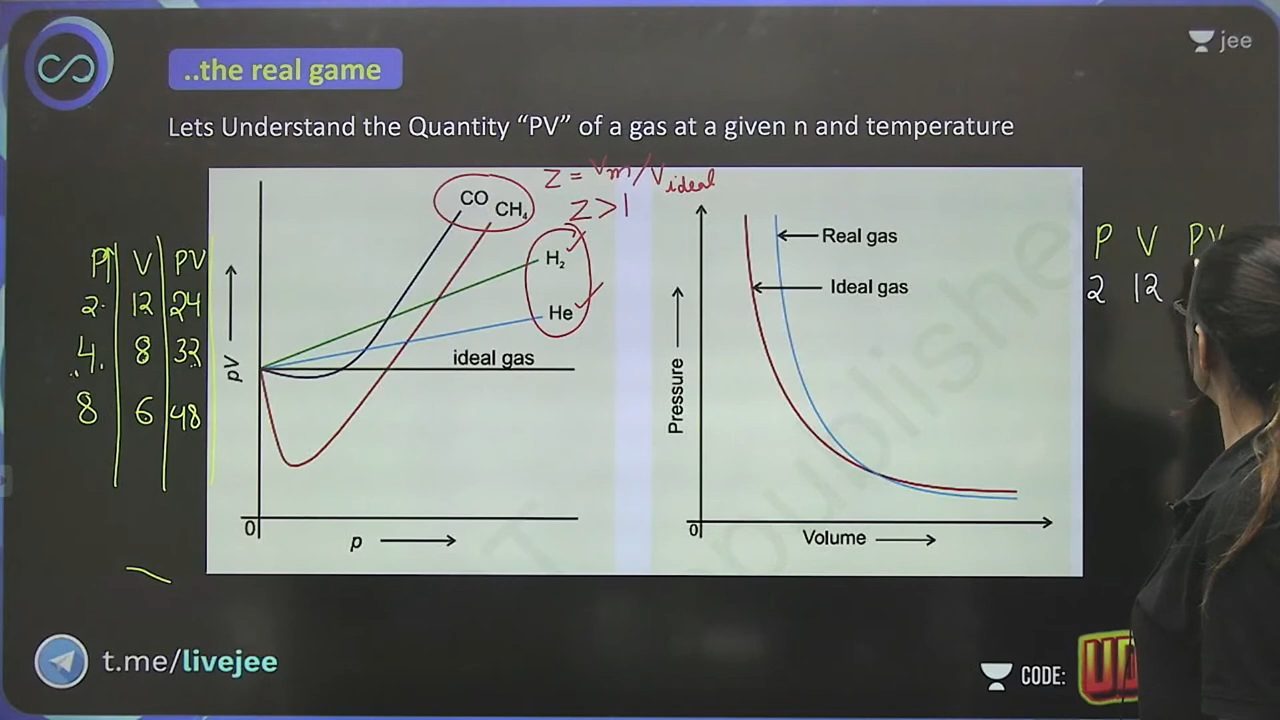 jee
..the real game
Lets Understand the Quantity “PV” of a gas at a given n and temperature
Z = Vm/Videal
Z > 1
CO CH₄
H₂
He
ideal gas
pV
0
p
P↑ V PV
2 12 24
4 8 32
8 6 48
Real gas
Ideal gas
Pressure
0
Volume
P V PV
2 12
t.me/livejee
CODE: